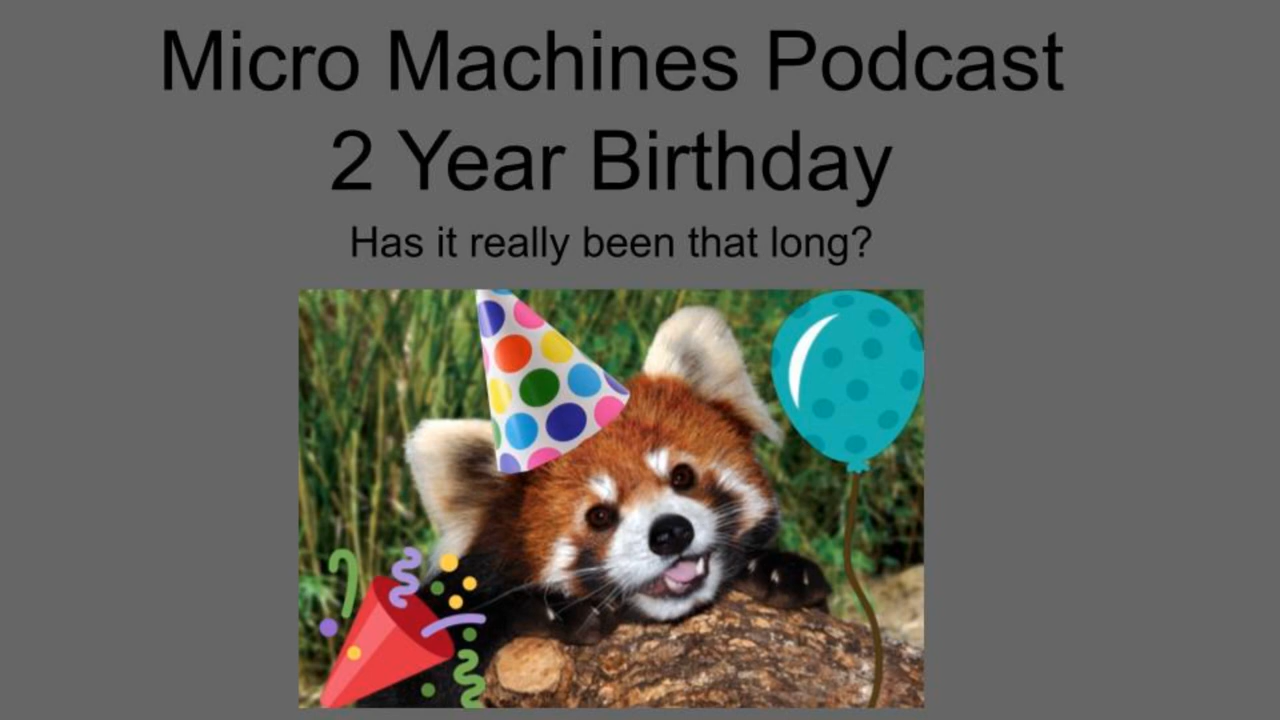 Micro Machines Podcast
2 Year Birthday
Has it really been that long?